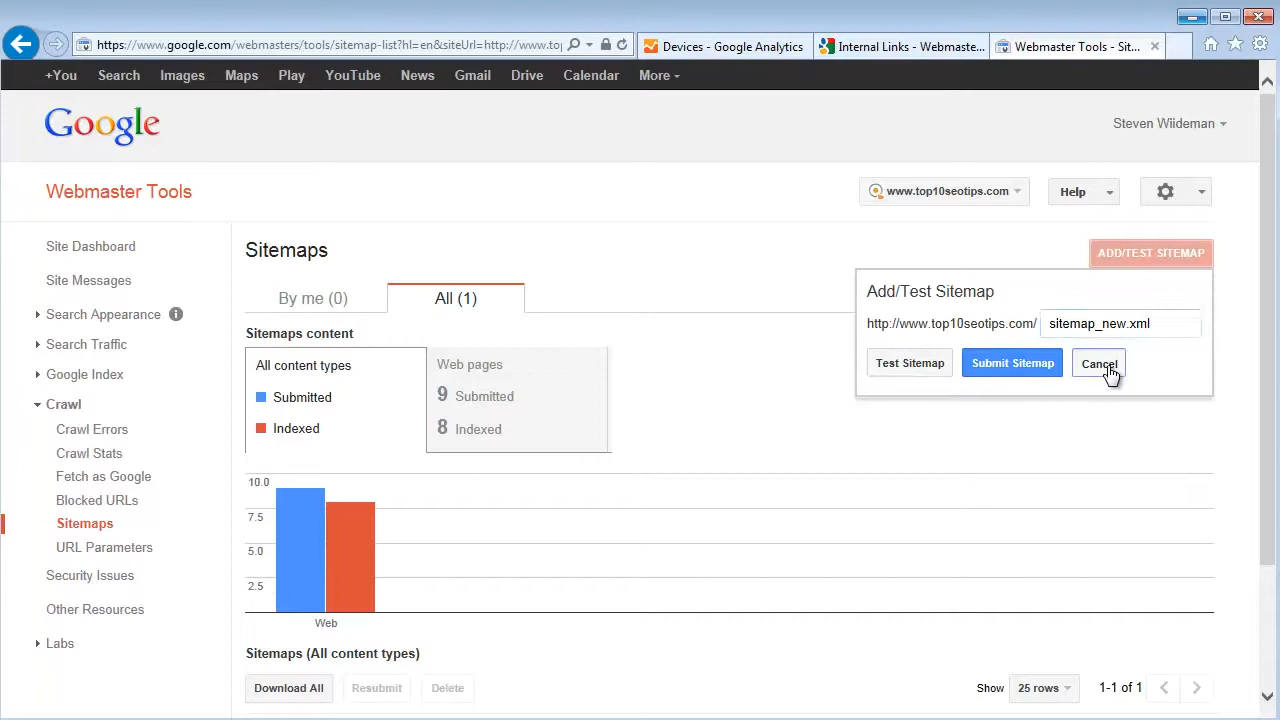 https://www.google.com/webmasters/tools/sitemap-list?hl=en&siteUrl=http://www.to
Devices - Google Analytics
Internal Links - Webmaste...
Webmaster Tools - Sit...
+You Search Images Maps Play YouTube News Gmail Drive Calendar More
Google
Steven Wildeman
Webmaster Tools
www.top10seotips.com
Help
Site Dashboard
Site Messages
Search Appearance
Search Traffic
Google Index
Crawl
Crawl Errors
Crawl Stats
Fetch as Google
Blocked URLs
Sitemaps
URL Parameters
Security Issues
Other Resources
Labs
Sitemaps
ADD/TEST SITEMAP
By me (0)
All (1)
Add/Test Sitemap
http://www.top10seotips.com/ sitemap_new.xml
Test Sitemap Submit Sitemap Cancel
Sitemaps content
All content types
Submitted
Indexed
Web pages
9 Submitted
8 Indexed
10.0
7.5
5.0
2.5
Web
Sitemaps (All content types)
Download All Resubmit Delete
Show 25 rows 1-1 of 1